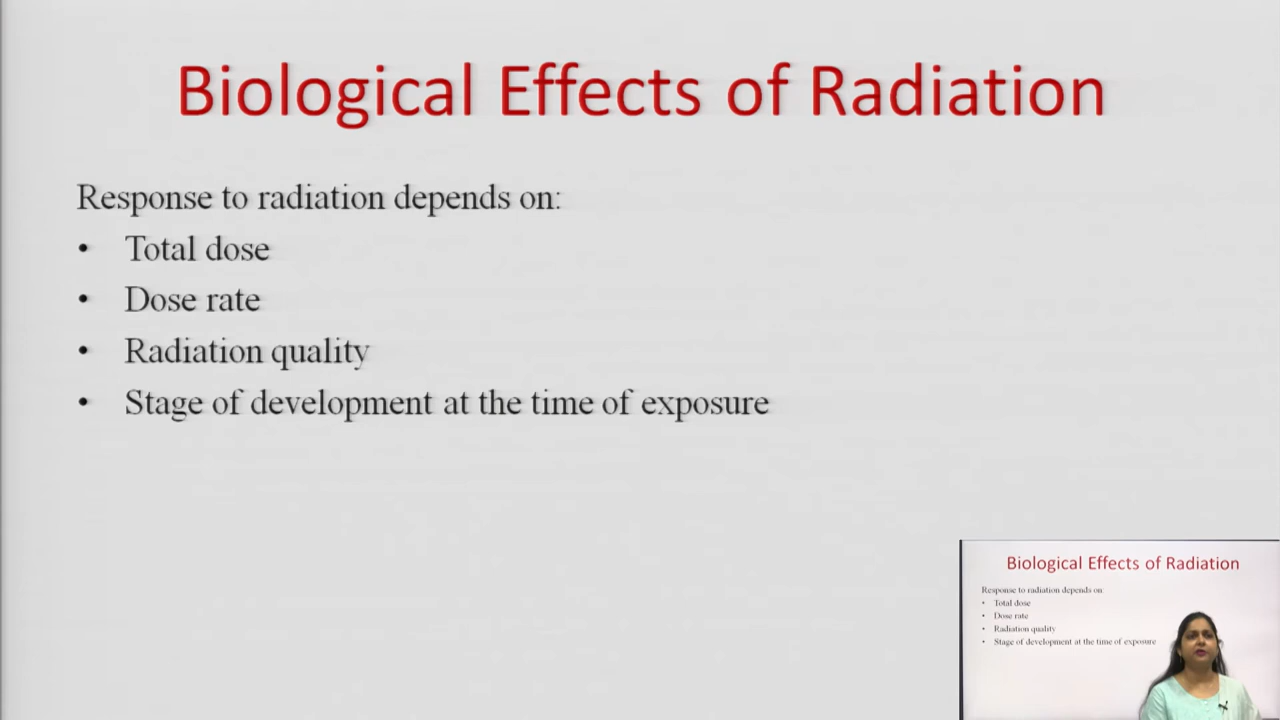 Biological Effects of Radiation
Response to radiation depends on:
• Total dose
• Dose rate
• Radiation quality
• Stage of development at the time of exposure
Biological Effects of Radiation
Response to radiation depends on:
• Total dose
• Dose rate
• Radiation quality
• Stage of development at the time of exposure